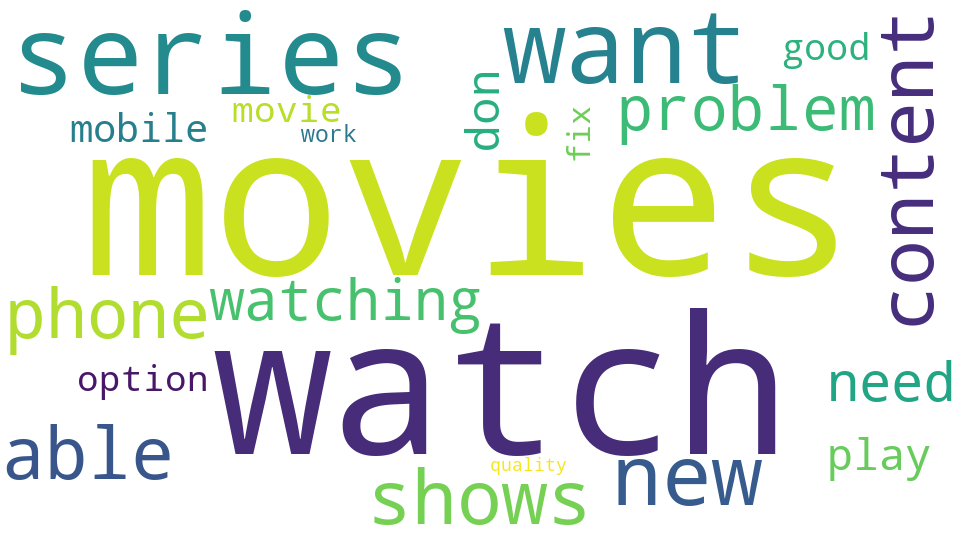 series
want
good
content
mobile
movie
work
don
fix
problem
movies
phone
watching
watch
option
need
able
play
quality
shows
new